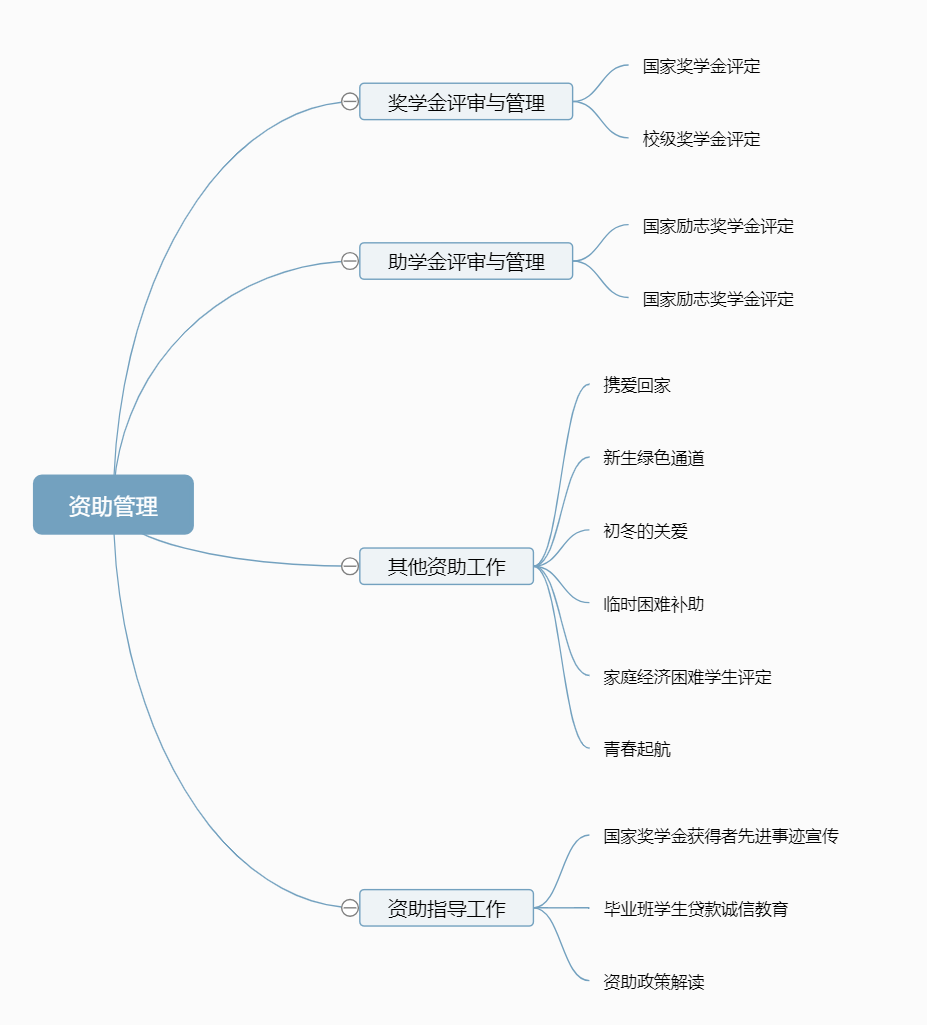 资助管理
奖学金评审与管理
国家奖学金评定
校级奖学金评定
助学金评审与管理
国家励志奖学金评定
国家励志奖学金评定
其他资助工作
携爱回家
新生绿色通道
初冬的关爱
临时困难补助
家庭经济困难学生评定
青春起航
资助指导工作
国家奖学金获得者先进事迹宣传
毕业班学生贷款诚信教育
资助政策解读